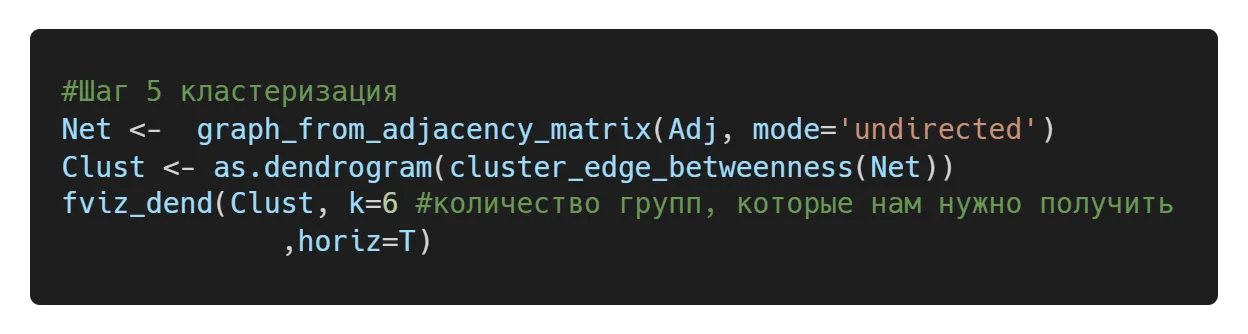 #Шаг 5 кластеризация
Net <-  graph_from_adjacency_matrix(Adj, mode='undirected')
Clust <- as.dendrogram(cluster_edge_betweenness(Net))
fviz_dend(Clust, k=6 #количество групп, которые нам нужно получить
             ,horiz=T)